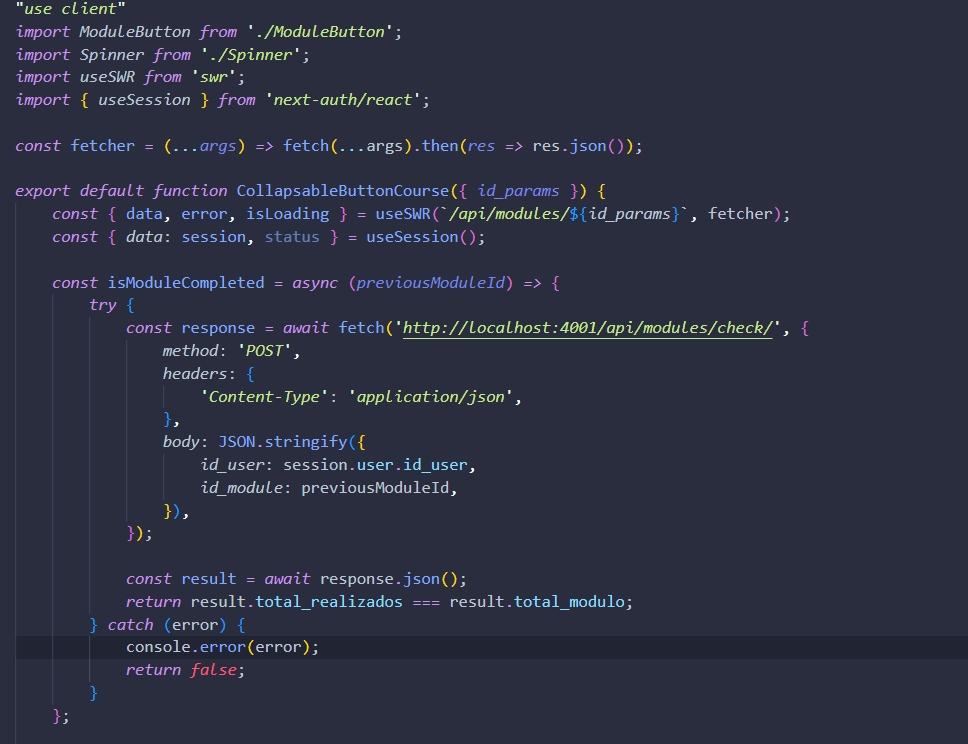 "use client"
import ModuleButton from './ModuleButton';
import Spinner from './Spinner';
import useSWR from 'swr';
import { useSession } from 'next-auth/react';

const fetcher = (...args) => fetch(...args).then(res => res.json());

export default function CollapsableButtonCourse({ id_params }) {
    const { data, error, isLoading } = useSWR(`/api/modules/${id_params}`, fetcher);
    const { data: session, status } = useSession();

    const isModuleCompleted = async (previousModuleId) => {
        try {
            const response = await fetch('http://localhost:4001/api/modules/check/', {
                method: 'POST',
                headers: {
                    'Content-Type': 'application/json',
                },
                body: JSON.stringify({
                    id_user: session.user.id_user,
                    id_module: previousModuleId,
                }),
            });

            const result = await response.json();
            return result.total_realizados === result.total_modulo;
        } catch (error) {
            console.error(error);
            return false;
        }
    };